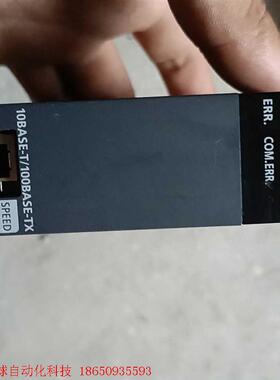 ERR.
COM.ERR.
10BASE-T/100BASE-TX
SPEED
球自动化科技 18650935593